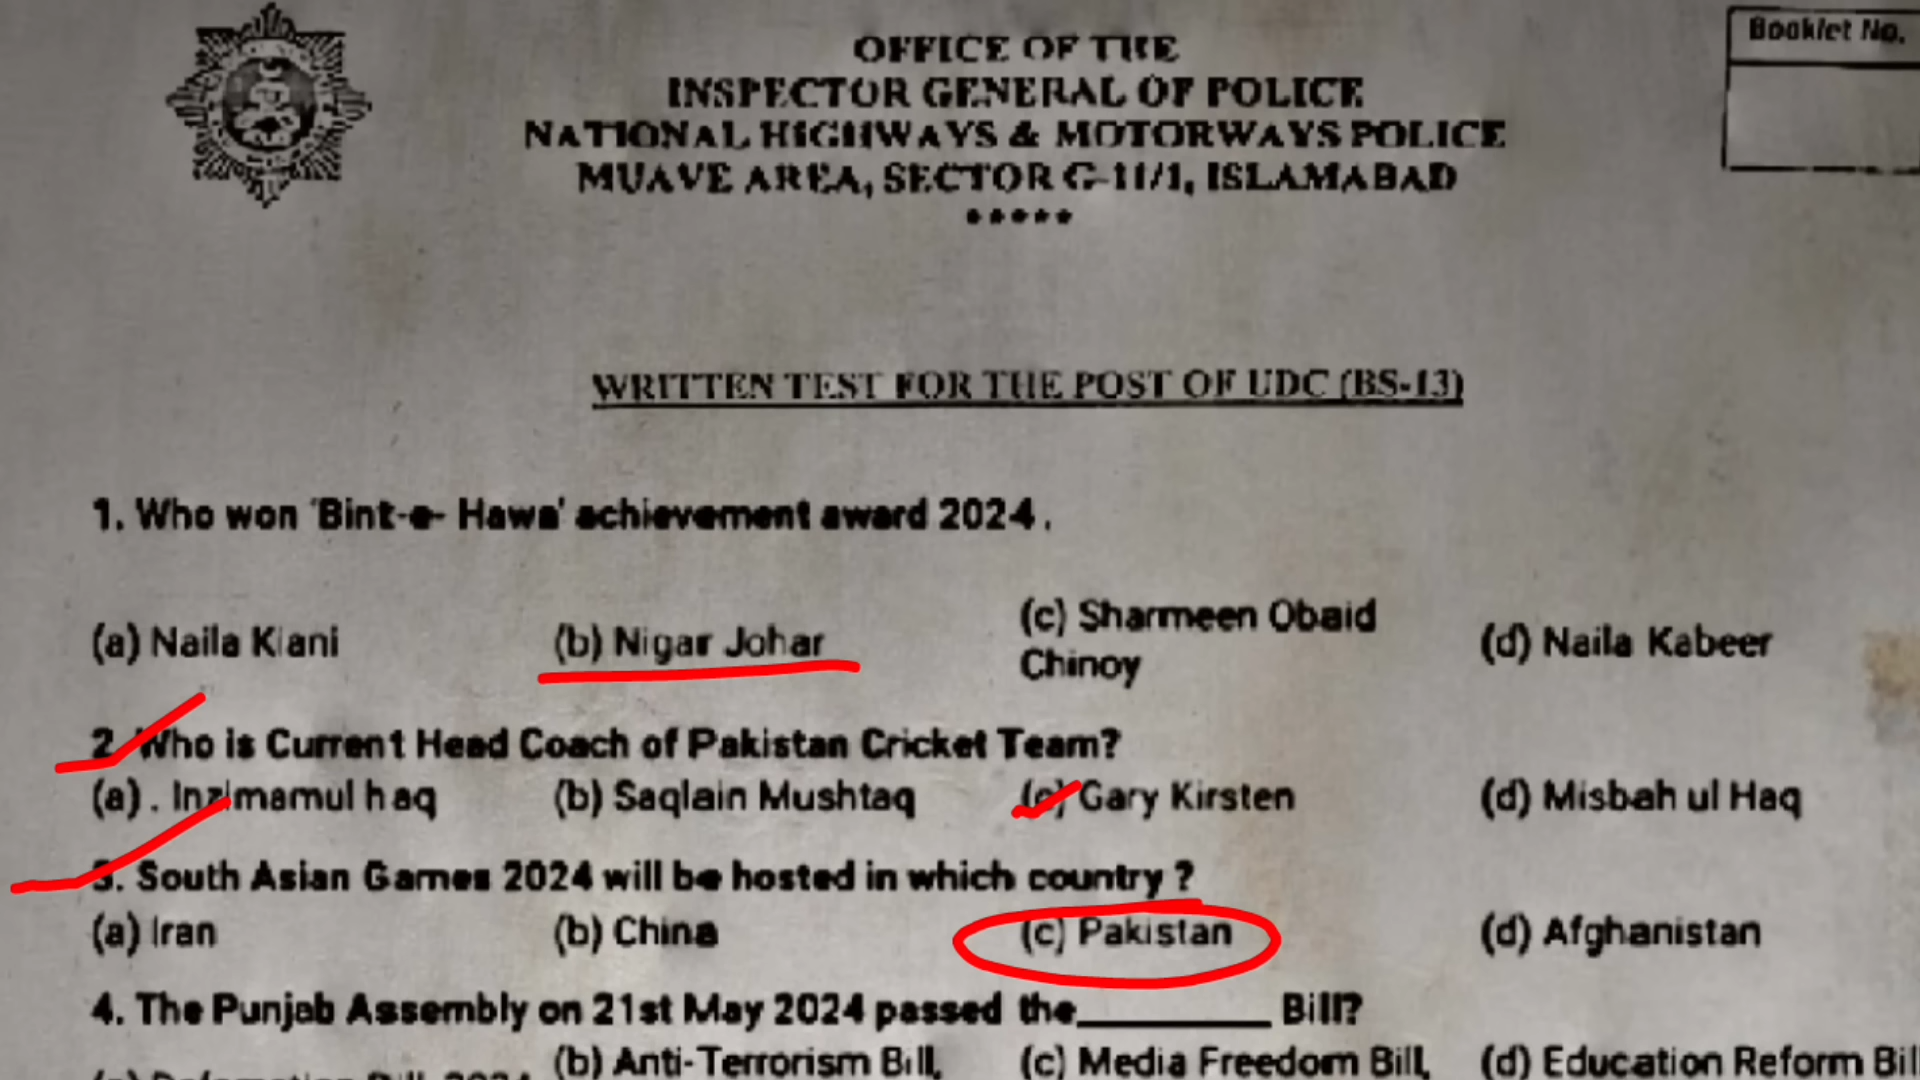 OFFICE OF THE
INSPECTOR GENERAL OF POLICE
NATIONAL HIGHWAYS & MOTORWAYS POLICE
MUAVE AREA, SECTOR G-11/1, ISLAMABAD
*****
Booklet No.
WRITTEN TEST FOR THE POST OF UDC (BS-13)
1. Who won 'Bint-e- Hawa' achievement award 2024.
(a) Naila Kiani (b) Nigar Johar (c) Sharmeen Obaid Chinoy (d) Naila Kabeer
2. Who is Current Head Coach of Pakistan Cricket Team?
(a). Inzimamul haq (b) Saqlain Mushtaq (c) Gary Kirsten (d) Misbah ul Haq
3. South Asian Games 2024 will be hosted in which country ?
(a) Iran (b) China (c) Pakistan (d) Afghanistan
4. The Punjab Assembly on 21st May 2024 passed the__________ Bill?
(b) Anti-Terrorism Bill, (c) Media Freedom Bill, (d) Education Reform Bill